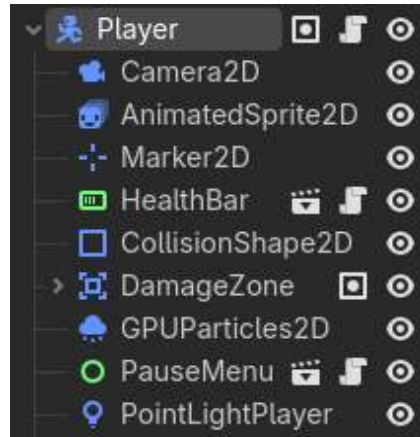 Player
Camera2D
AnimatedSprite2D
Marker2D
HealthBar
CollisionShape2D
DamageZone
GPUParticles2D
PauseMenu
PointLightPlayer